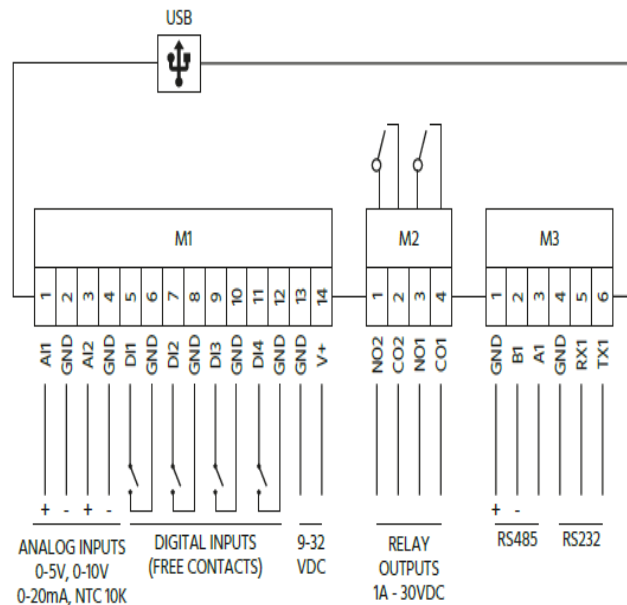 USB
M1
M2
M3
1 2 3 4 5 6 7 8 9 10 11 12 13 14
1 2 3 4
1 2 3 4 5 6
AI1 GND AI2 GND DI1 GND DI2 GND DI3 GND DI4 GND GND V+
NO2 CO2 NO1 CO1
GND B1 A1 GND RX1 TX1
+ - + -
+ -
ANALOG INPUTS
0-5V, 0-10V
0-20mA, NTC 10K
DIGITAL INPUTS
(FREE CONTACTS)
9-32
VDC
RELAY
OUTPUTS
1A - 30VDC
RS485
RS232